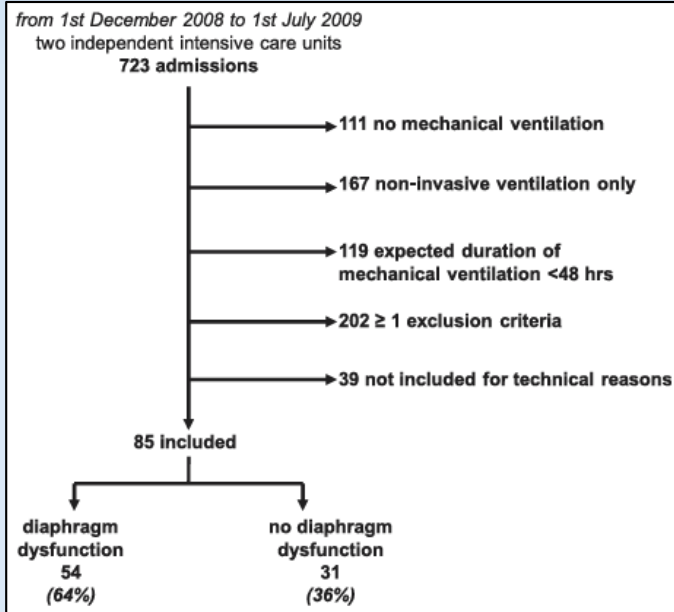 from 1st December 2008 to 1st July 2009
two independent intensive care units
723 admissions
111 no mechanical ventilation
167 non-invasive ventilation only
119 expected duration of
mechanical ventilation <48 hrs
202 ≥ 1 exclusion criteria
39 not included for technical reasons
85 included
diaphragm
dysfunction
54
(64%)
no diaphragm
dysfunction
31
(36%)